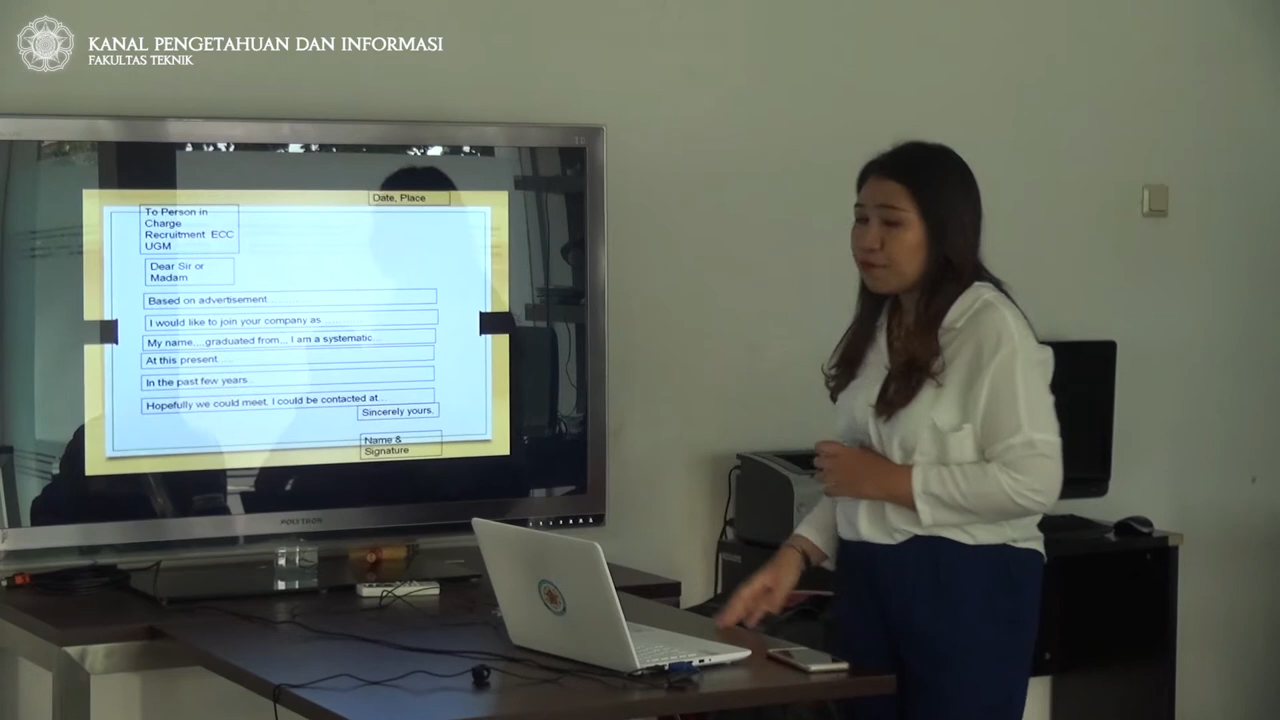 KANAL PENGETAHUAN DAN INFORMASI
FAKULTAS TEKNIK
Date, Place
To Person in
Charge
Recruitment ECC
UGM
Dear Sir or
Madam
Based on advertisement...
I would like to join your company as.....
My name,...graduated from,,, I am a systematic...
At this present.....
In the past few years...
Hopefully we could meet, I could be contacted at...
Sincerely yours,
Name &
Signature
POLYTRON